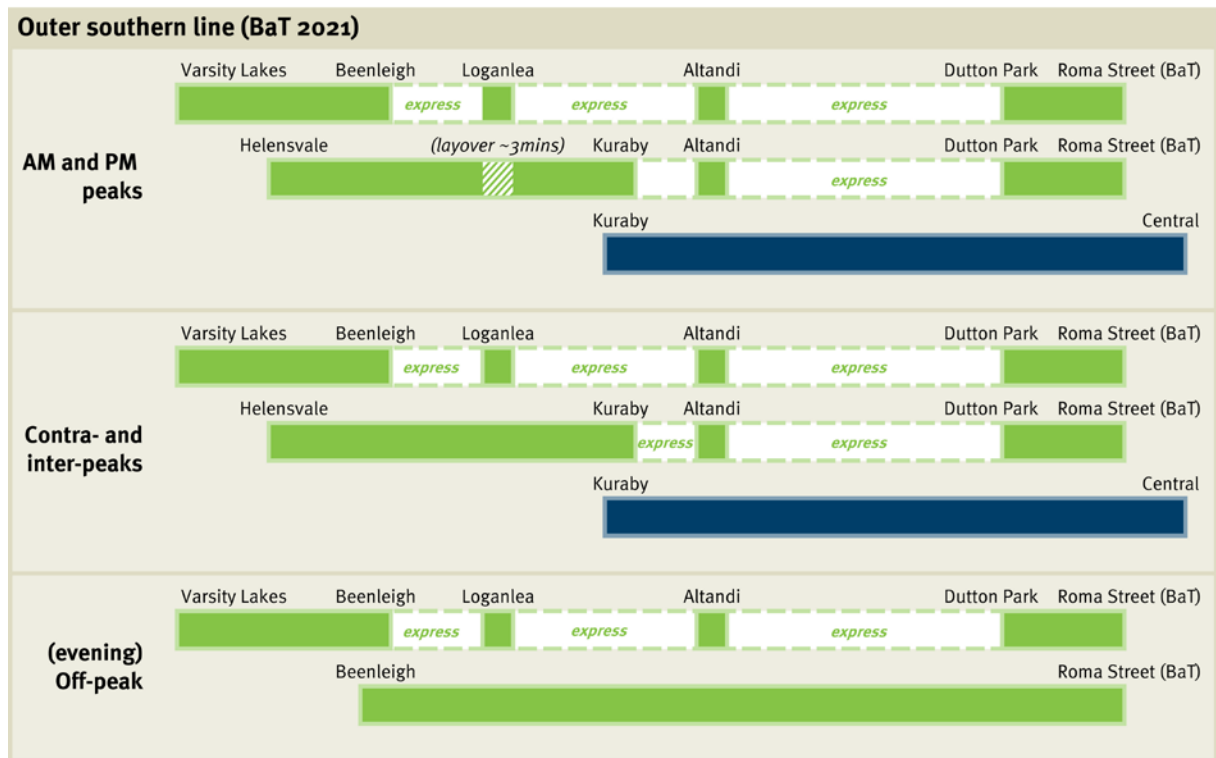 Outer southern line (BaT 2021)
Varsity Lakes Beenleigh Loganlea Altandi Dutton Park Roma Street (BaT)
express express express
Helensvale (layover ~3mins) Kuraby Altandi Dutton Park Roma Street (BaT)
AM and PM
peaks
express
Kuraby Central
Varsity Lakes Beenleigh Loganlea Altandi Dutton Park Roma Street (BaT)
express express express
Helensvale Kuraby Altandi Dutton Park Roma Street (BaT)
Contra- and
inter-peaks
express express
Kuraby Central
Varsity Lakes Beenleigh Loganlea Altandi Dutton Park Roma Street (BaT)
express express express
(evening)
Off-peak
Beenleigh Roma Street (BaT)